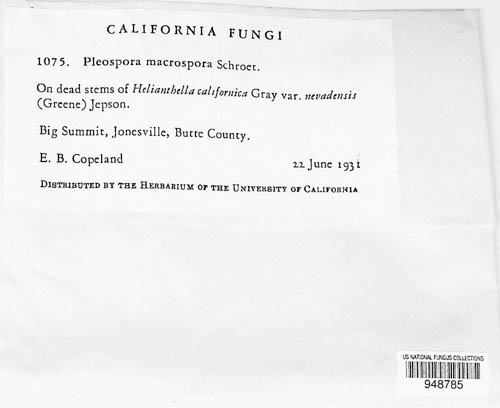 CALIFORNIA FUNGI
1075. Pleospora macrospora Schroet.
On dead stems of Helianthella californica Gray var. nevadensis
(Greene) Jepson.
Big Summit, Jonesville, Butte County.
E. B. Copeland 22 June 1931
DISTRIBUTED BY THE HERBARIUM OF THE UNIVERSITY OF CALIFORNIA
US NATIONAL FUNGUS COLLECTIONS
948785